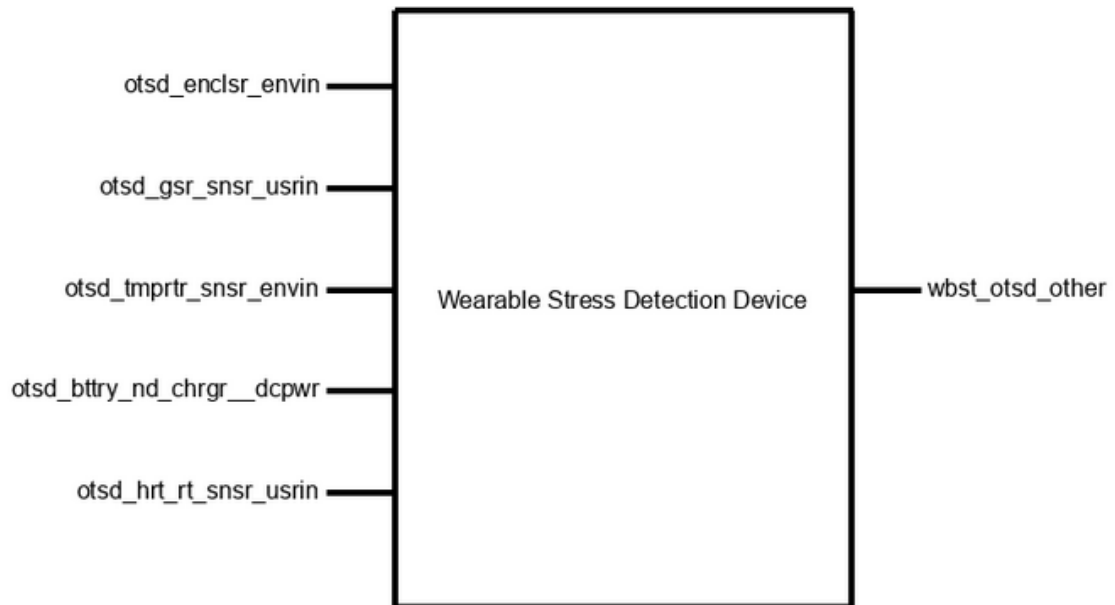 otsd_enclsr_envin
otsd_gsr_snsr_usrin
otsd_tmprtr_snsr_envin
otsd_bttry_nd_chrgr__dcpwr
otsd_hrt_rt_snsr_usrin
Wearable Stress Detection Device
wbst_otsd_other